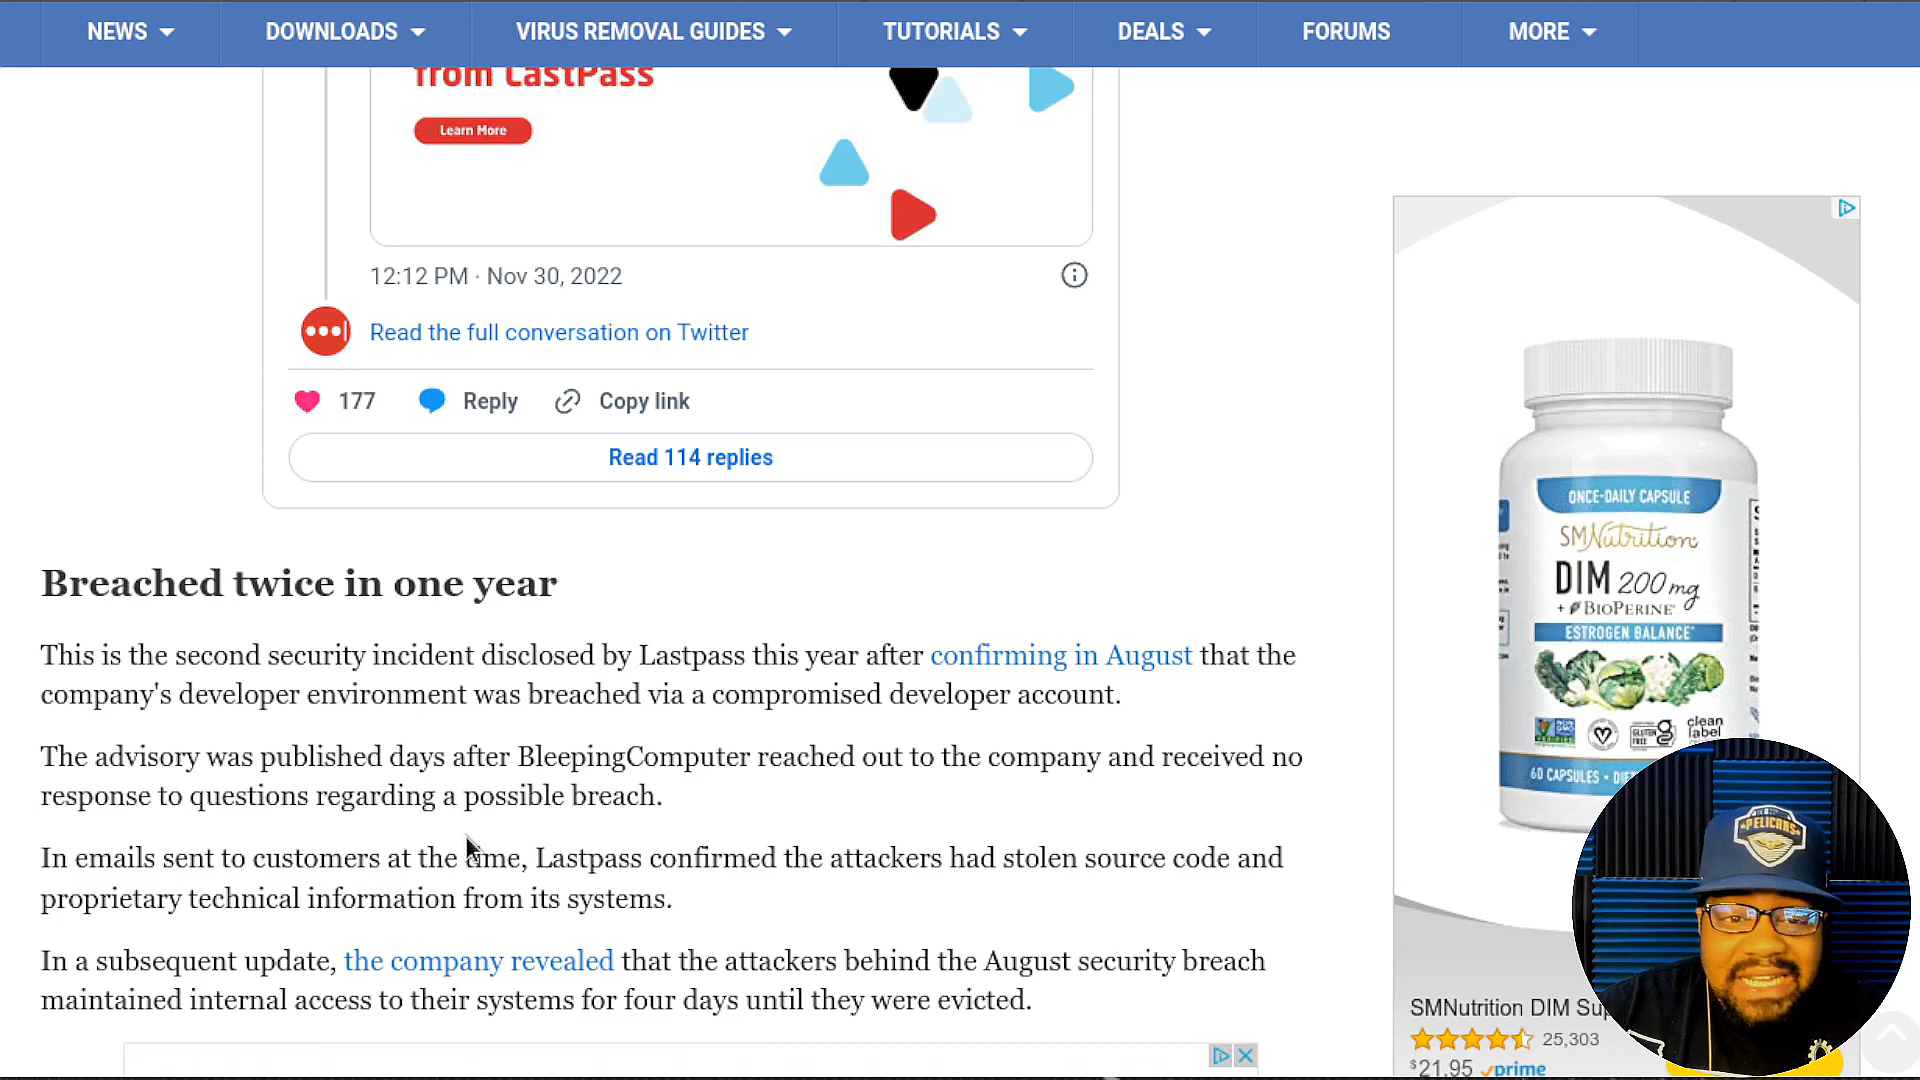 NEWS DOWNLOADS VIRUS REMOVAL GUIDES TUTORIALS DEALS FORUMS MORE
from LastPass
Learn More
12:12 PM · Nov 30, 2022
Read the full conversation on Twitter
177 Reply Copy link
Read 114 replies
Breached twice in one year
This is the second security incident disclosed by Lastpass this year after confirming in August that the
company's developer environment was breached via a compromised developer account.
The advisory was published days after BleepingComputer reached out to the company and received no
response to questions regarding a possible breach.
In emails sent to customers at the time, Lastpass confirmed the attackers had stolen source code and
proprietary technical information from its systems.
In a subsequent update, the company revealed that the attackers behind the August security breach
maintained internal access to their systems for four days until they were evicted.
ONCE-DAILY CAPSULE
SMNutrition
DIM 200 mg
+ BIOPERINE
ESTROGEN BALANCE*
GLUTEN FREE
clean
label
60 CAPSULES •
PELICANS
SMNutrition DIM
25,303
$21.95 prime